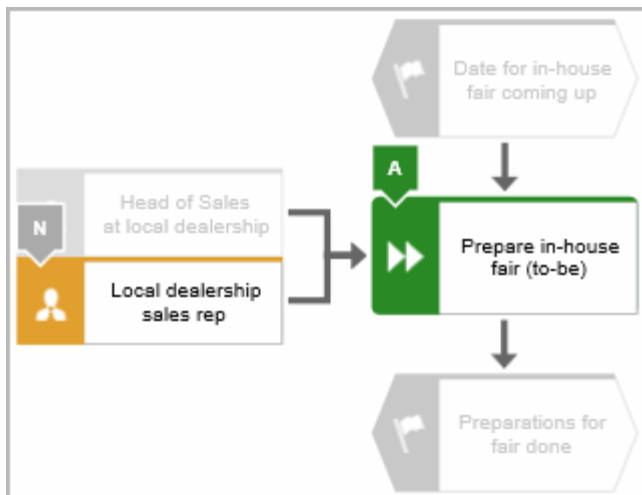 Date for in-house
fair coming up
A
Head of Sales
at local dealership
N
Prepare in-house
fair (to-be)
Local dealership
sales rep
Preparations for
fair done